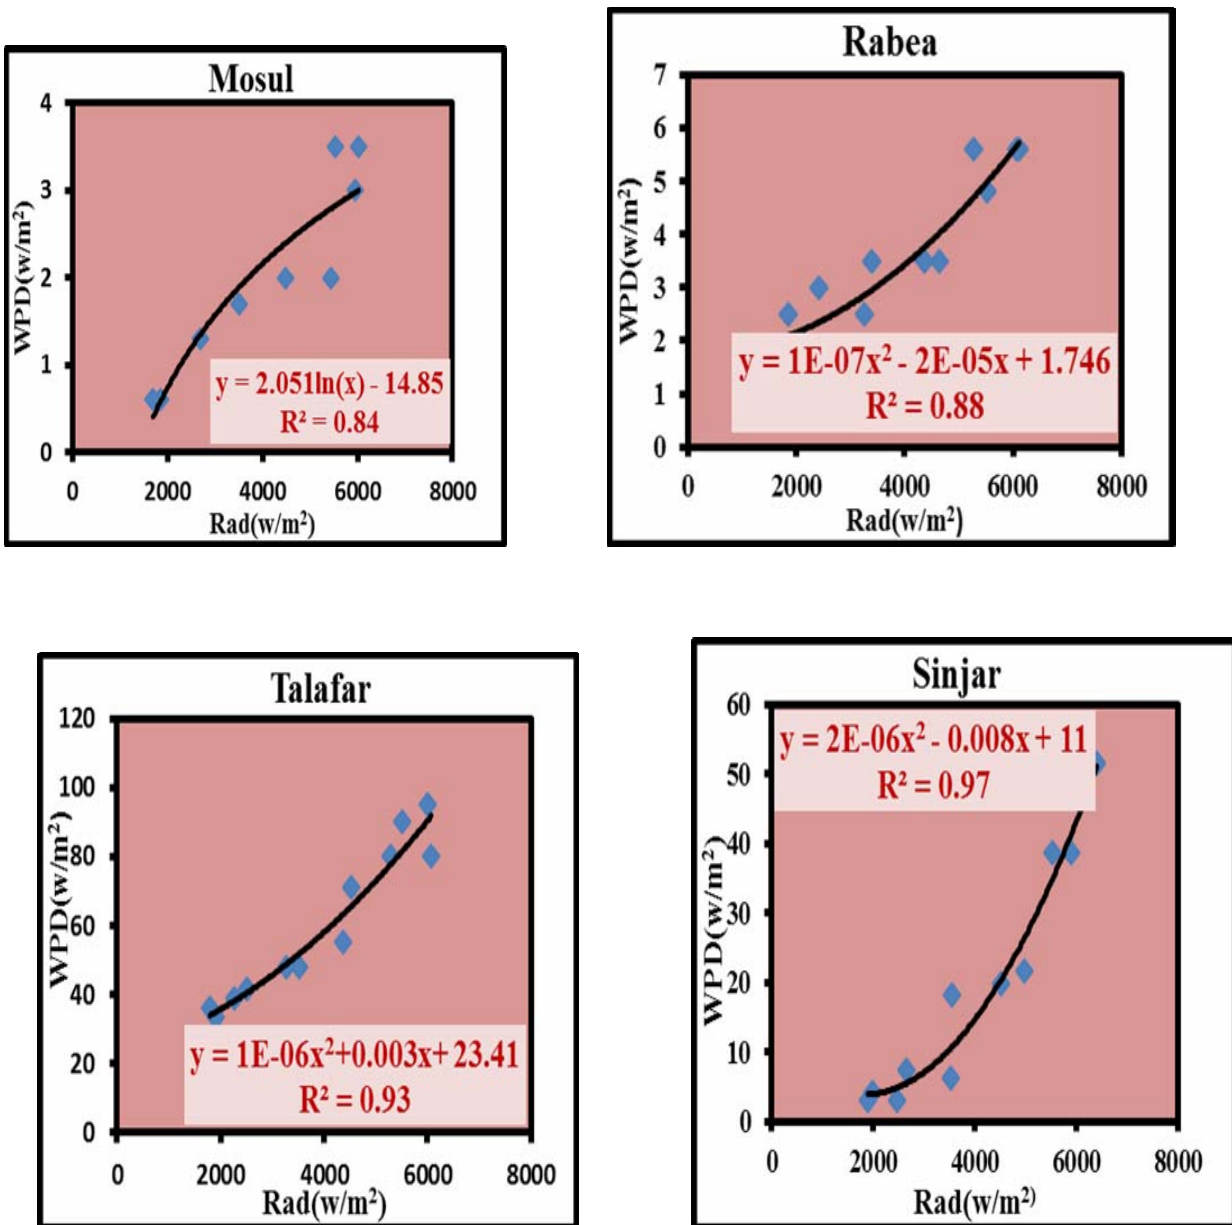 Mosul
4
3
2
1
0
WPD(w/m²)
y = 2.051ln(x) - 14.85
R² = 0.84
0 2000 4000 6000 8000
Rad(w/m²)
Rabea
7
6
5
4
3
2
1
0
WPD(w/m²)
y = 1E-07x² - 2E-05x + 1.746
R² = 0.88
0 2000 4000 6000 8000
Rad(w/m²)
Talafar
120
100
80
60
40
20
0
WPD(w/m²)
y = 1E-06x²+0.003x+ 23.41
R² = 0.93
0 2000 4000 6000 8000
Rad(w/m²)
Sinjar
60
50
40
30
20
10
0
WPD(w/m²)
y = 2E-06x² - 0.008x + 11
R² = 0.97
0 2000 4000 6000 8000
Rad(w/m²⁾